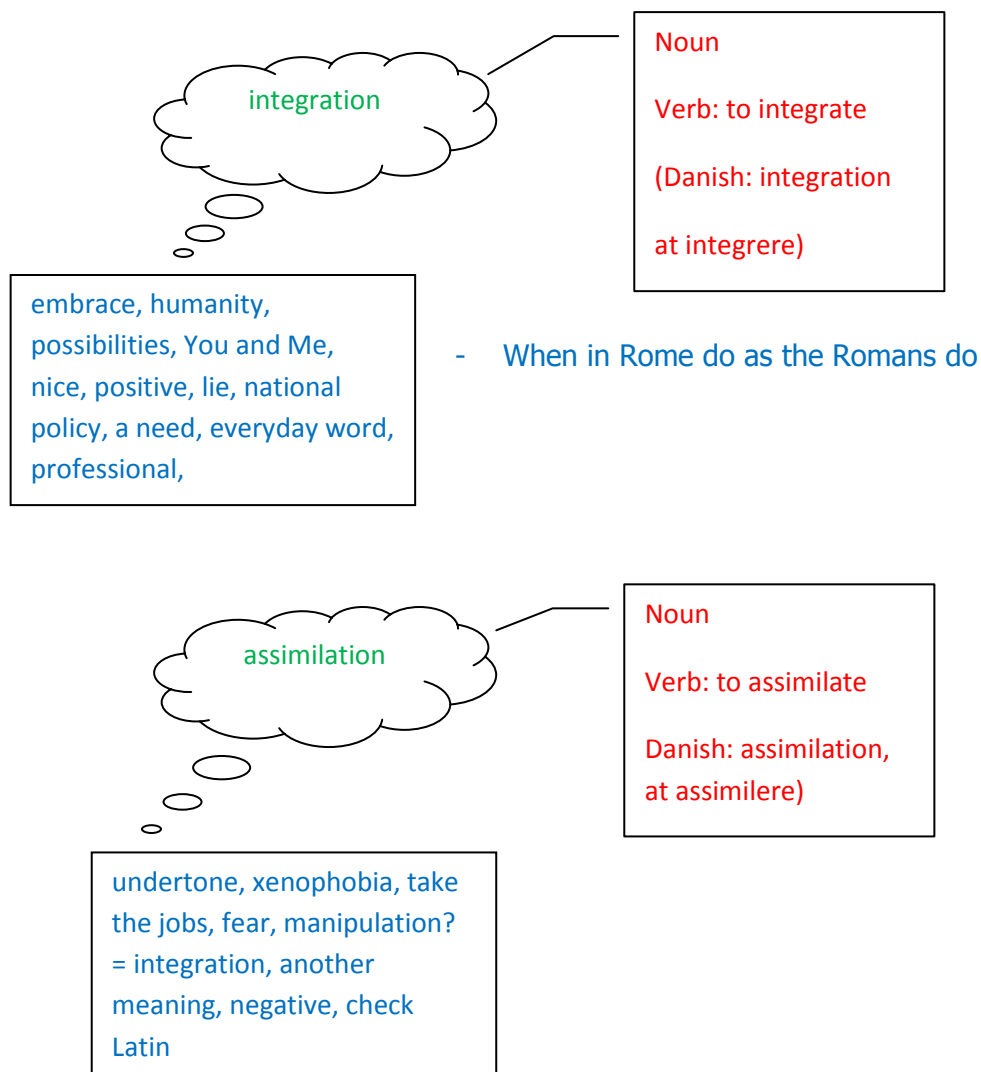 integration
Noun
Verb: to integrate
(Danish: integration
at integrere)
embrace, humanity,
possibilities, You and Me,
nice, positive, lie, national
policy, a need, everyday word,
professional,
- When in Rome do as the Romans do
assimilation
Noun
Verb: to assimilate
Danish: assimilation,
at assimilere)
undertone, xenophobia, take
the jobs, fear, manipulation?
= integration, another
meaning, negative, check
Latin